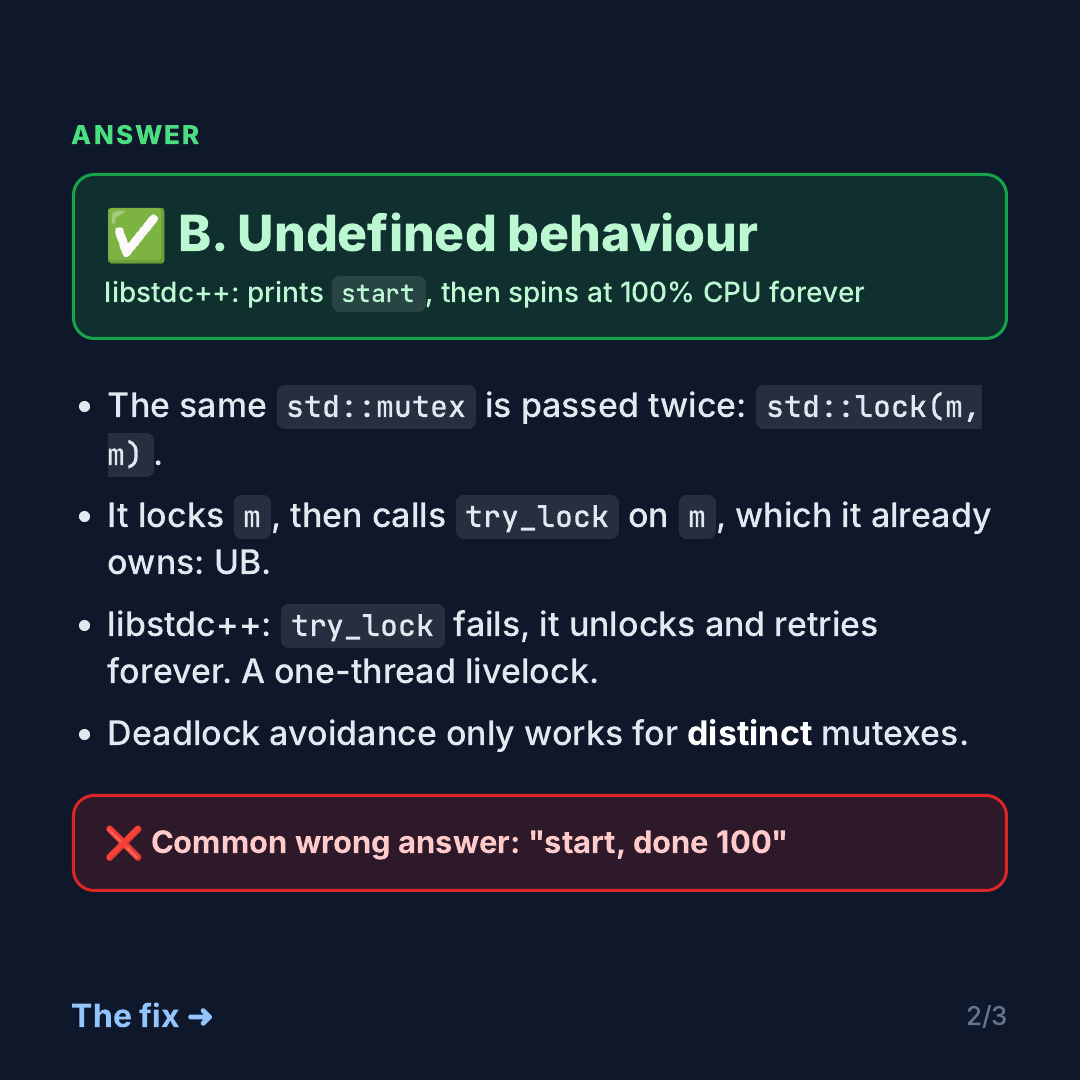 ANSWER
✅ B. Undefined behaviour
libstdc++: prints start, then spins at 100% CPU forever
• The same std::mutex is passed twice: std::lock(m,
m).
• It locks m, then calls try_lock on m, which it already
owns: UB.
• libstdc++: try_lock fails, it unlocks and retries
forever. A one-thread livelock.
• Deadlock avoidance only works for distinct mutexes.
❌ Common wrong answer: "start, done 100"
The fix ➜
2/3